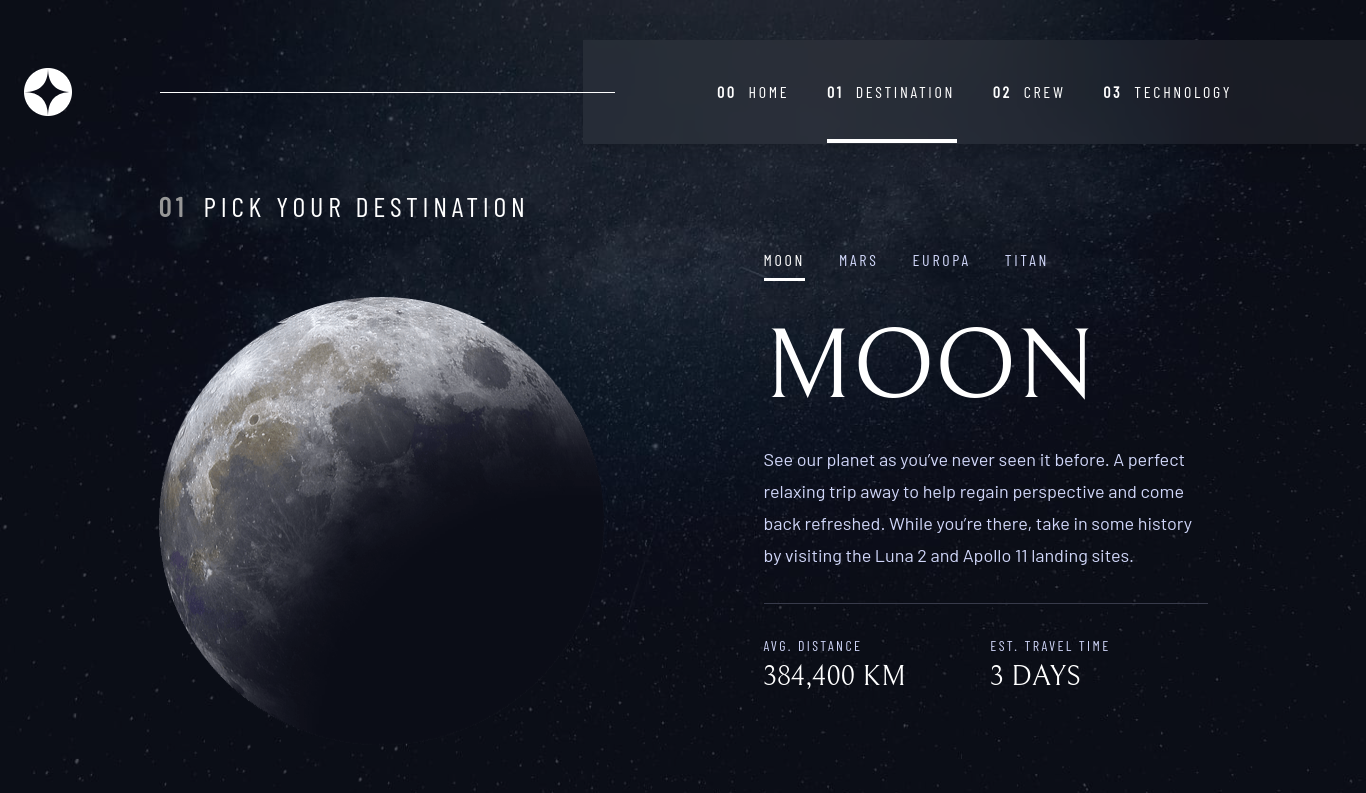 00 HOME 01 DESTINATION 02 CREW 03 TECHNOLOGY
01 PICK YOUR DESTINATION
MOON MARS EUROPA TITAN
MOON
See our planet as you’ve never seen it before. A perfect
relaxing trip away to help regain perspective and come
back refreshed. While you’re there, take in some history
by visiting the Luna 2 and Apollo 11 landing sites.
AVG. DISTANCE EST. TRAVEL TIME
384,400 KM 3 DAYS